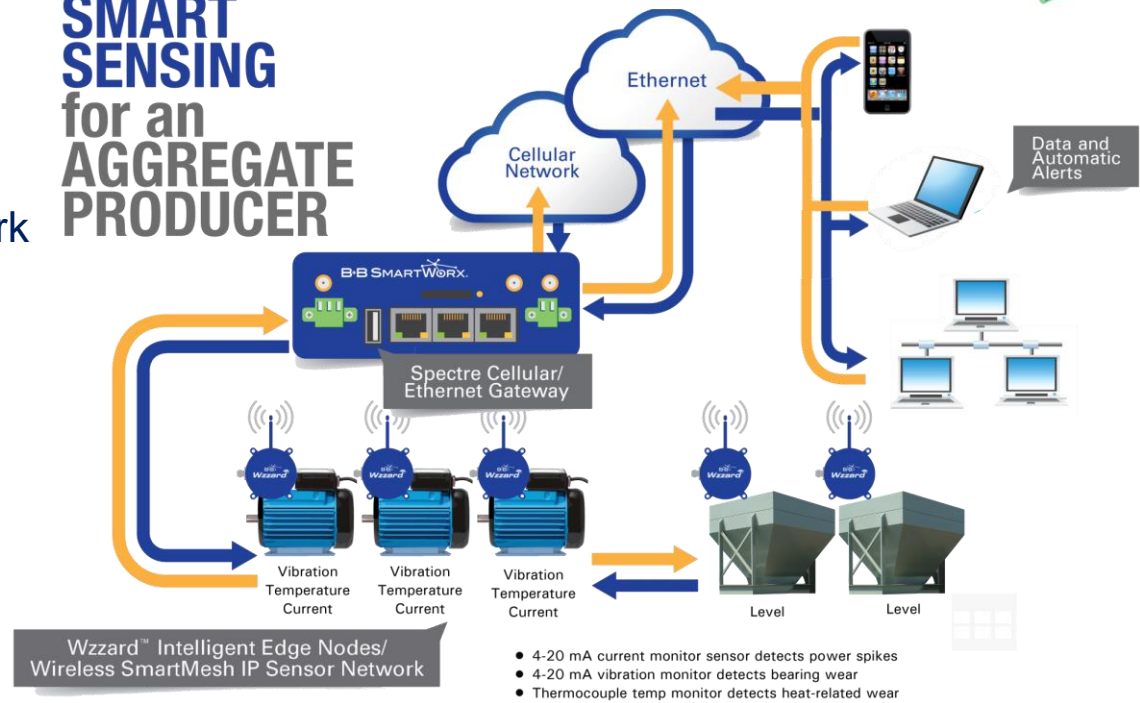 SMART
SENSING
for an
AGGREGATE
PRODUCER
rk
Ethernet
Cellular
Network
Data and
Automatic
Alerts
B+B SMARTWORX.
Spectre Cellular/
Ethernet Gateway
B+B
Wzzard
B+B
Wzzard
B+B
Wzzard
B+B
Wzzard
B+B
Wzzard
Vibration
Temperature
Current
Vibration
Temperature
Current
Vibration
Temperature
Current
Level
Level
Wzzard™ Intelligent Edge Nodes/
Wireless SmartMesh IP Sensor Network
● 4-20 mA current monitor sensor detects power spikes
● 4-20 mA vibration monitor detects bearing wear
● Thermocouple temp monitor detects heat-related wear